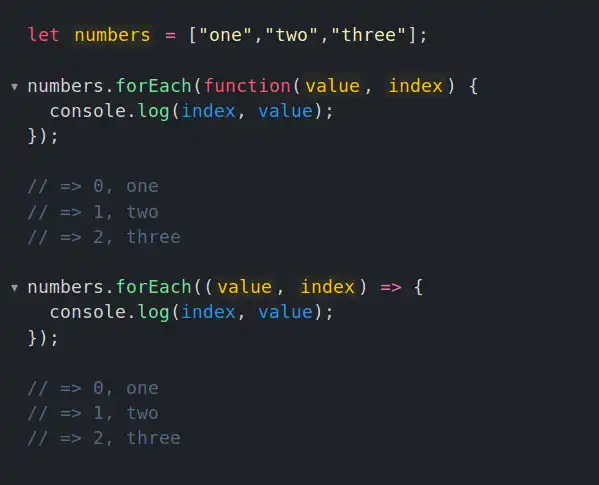 let numbers = ["one","two","three"];
numbers.forEach(function(value, index) {
  console.log(index, value);
});
// => 0, one
// => 1, two
// => 2, three
numbers.forEach((value, index) => {
  console.log(index, value);
});
// => 0, one
// => 1, two
// => 2, three